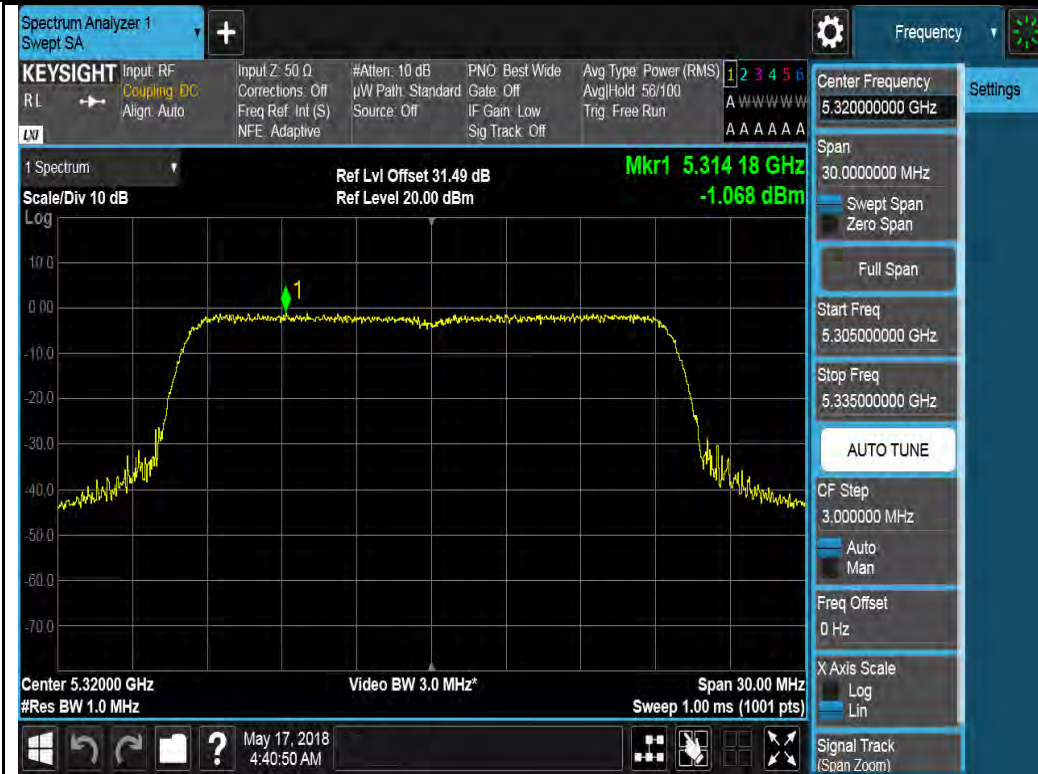 Spectrum Analyzer 1
Swept SA
+
Frequency
KEYSIGHT
RL
LXI
Input: RF
Coupling: DC
Align: Auto
Input Z: 50 Ω
Corrections: Off
Freq Ref: Int (S)
NFE: Adaptive
#Atten: 10 dB
µW Path: Standard
Source: Off
PNO: Best Wide
Gate: Off
IF Gain: Low
Sig Track: Off
Avg Type: Power (RMS)
Avg|Hold: 56/100
Trig: Free Run
1 2 3 4 5 6
A W W W W W
A A A A A A
1 Spectrum
Scale/Div 10 dB
Ref Lvl Offset 31.49 dB
Ref Level 20.00 dBm
Mkr1 5.314 18 GHz
-1.068 dBm
Log
10.0
0.00
-10.0
-20.0
-30.0
-40.0
-50.0
-60.0
-70.0
1
Center 5.32000 GHz
#Res BW 1.0 MHz
Video BW 3.0 MHz*
Span 30.00 MHz
Sweep 1.00 ms (1001 pts)
Center Frequency
5.320000000 GHz
Settings
Span
30.0000000 MHz
Swept Span
Zero Span
Full Span
Start Freq
5.305000000 GHz
Stop Freq
5.335000000 GHz
AUTO TUNE
CF Step
3.000000 MHz
Auto
Man
Freq Offset
0 Hz
X Axis Scale
Log
Lin
Signal Track
(Span Zoom)
?
May 17, 2018
4:40:50 AM